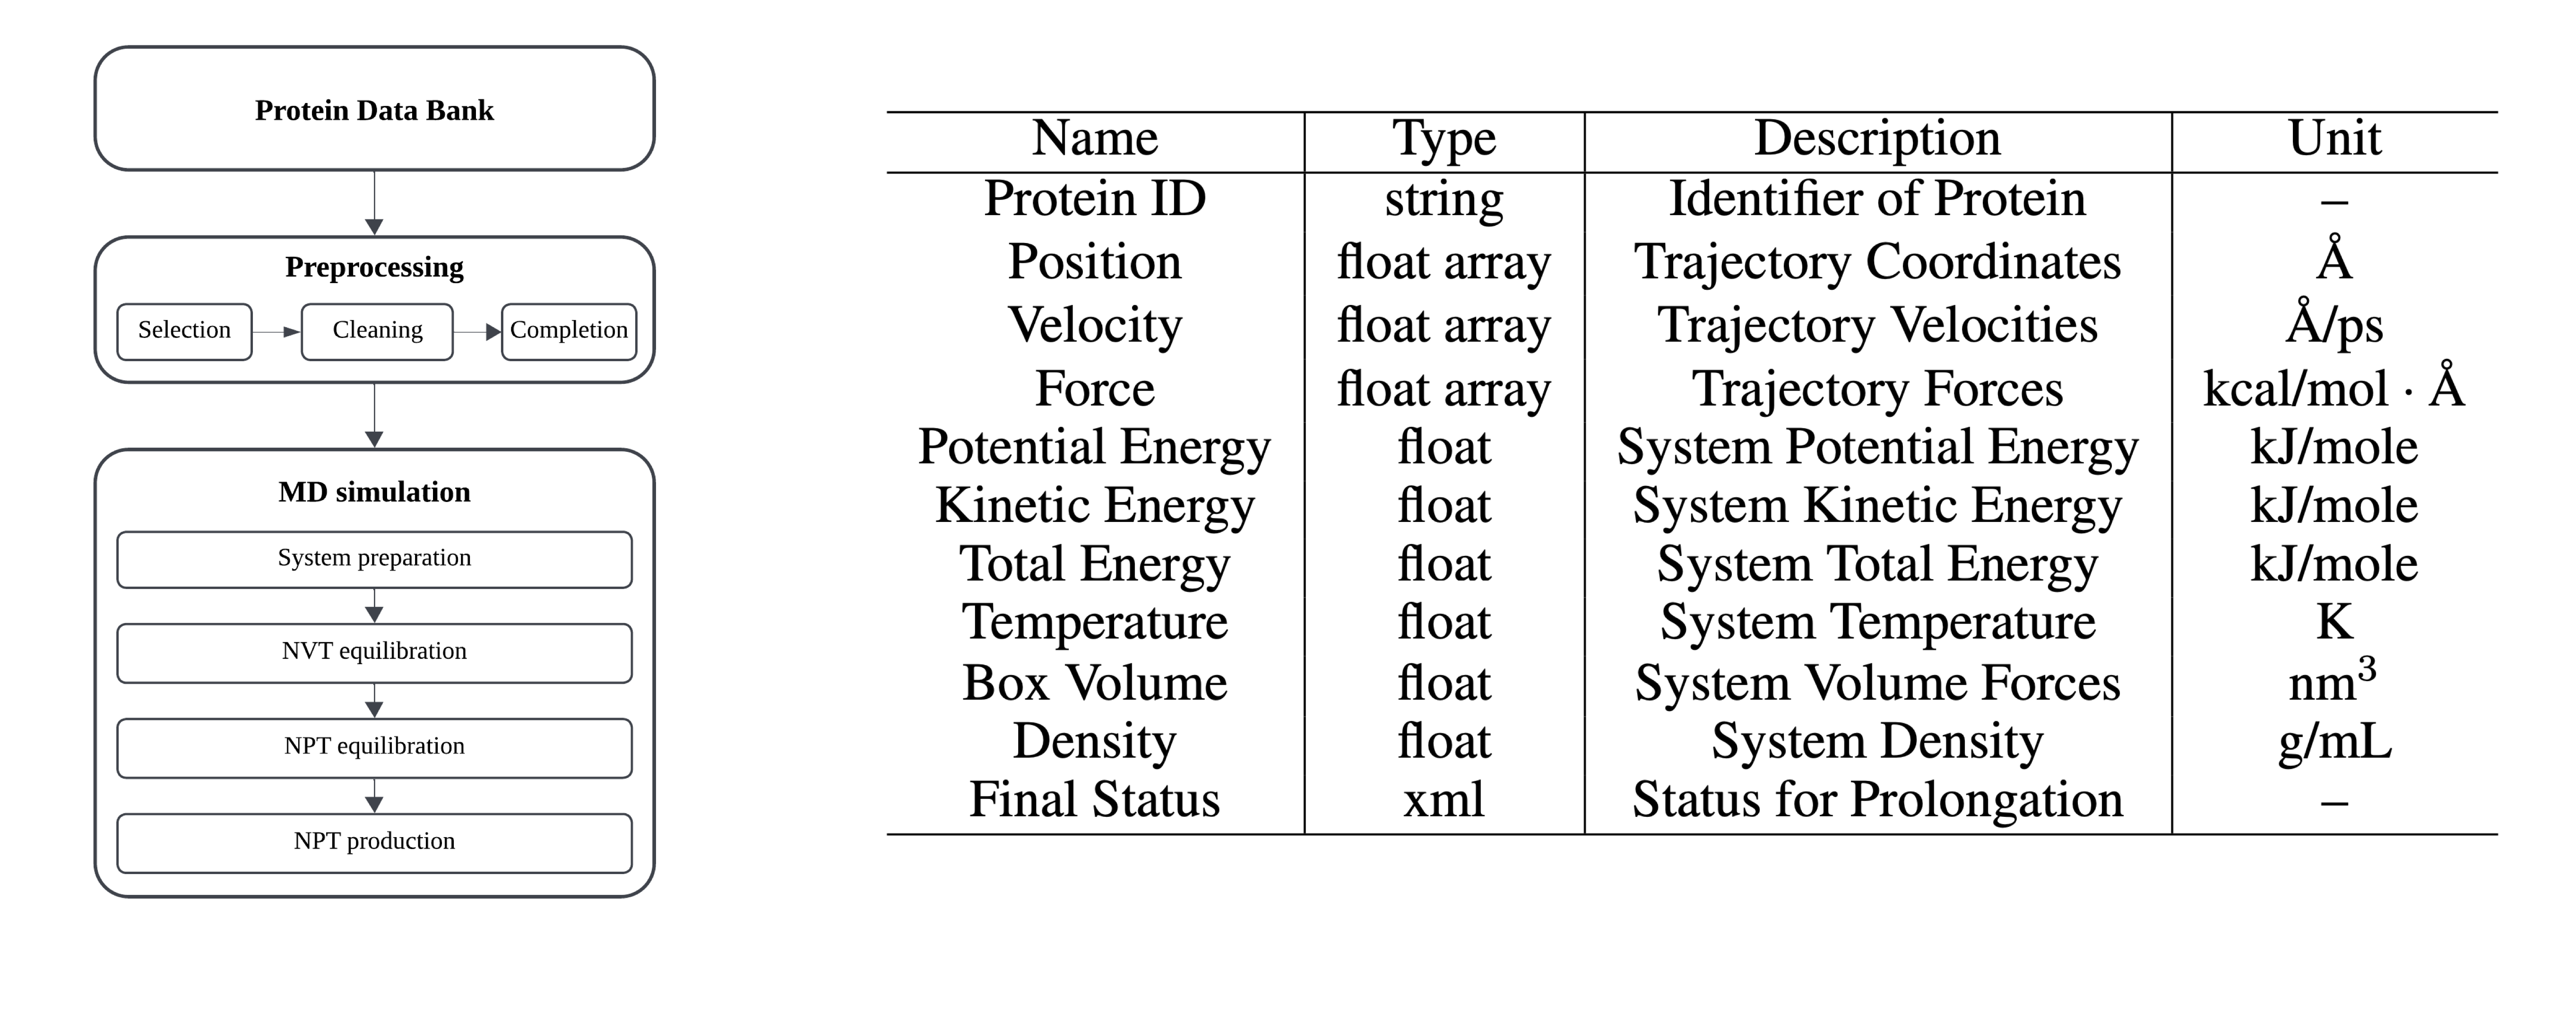 Protein Data Bank
Preprocessing
Selection
Cleaning
Completion
MD simulation
System preparation
NVT equilibration
NPT equilibration
NPT production
Name Type Description Unit
Protein ID string Identifier of Protein –
Position float array Trajectory Coordinates Å
Velocity float array Trajectory Velocities Å/ps
Force float array Trajectory Forces kcal/mol · Å
Potential Energy float System Potential Energy kJ/mole
Kinetic Energy float System Kinetic Energy kJ/mole
Total Energy float System Total Energy kJ/mole
Temperature float System Temperature K
Box Volume float System Volume Forces nm³
Density float System Density g/mL
Final Status xml Status for Prolongation –